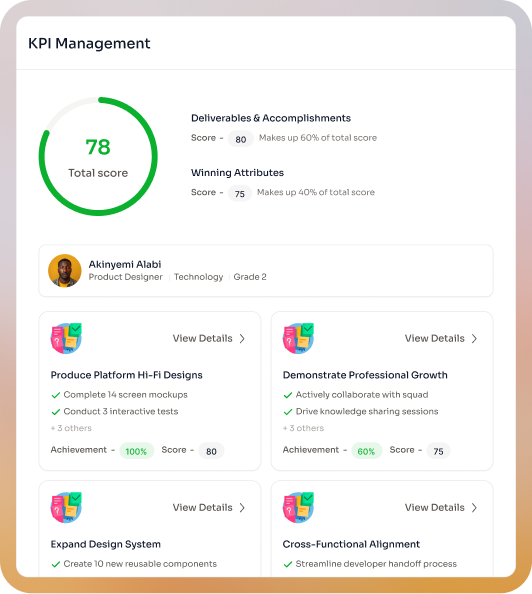 KPI Management
78
Total score
Deliverables & Accomplishments
Score - 80 Makes up 60% of total score
Winning Attributes
Score - 75 Makes up 40% of total score
Akinyemi Alabi
Product Designer Technology Grade 2
View Details
Produce Platform Hi-Fi Designs
Complete 14 screen mockups
Conduct 3 interactive tests
+ 3 others
Achievement - 100% Score - 80
View Details
Demonstrate Professional Growth
Actively collaborate with squad
Drive knowledge sharing sessions
+ 3 others
Achievement - 60% Score - 75
View Details
Expand Design System
Create 10 new reusable components
View Details
Cross-Functional Alignment
Streamline developer handoff process